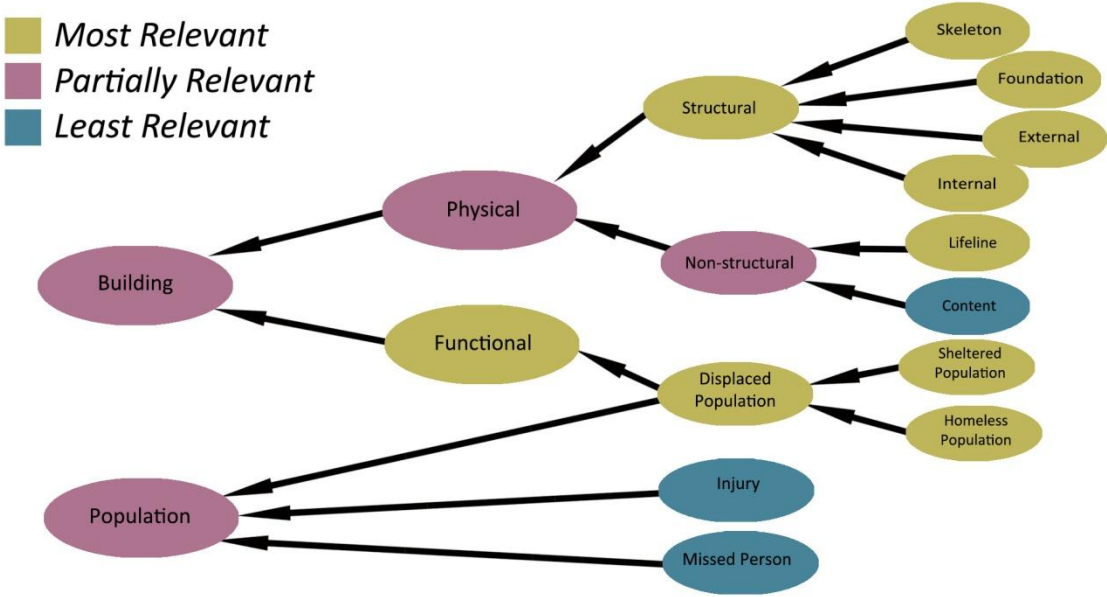 Most Relevant
Partially Relevant
Least Relevant
Skeleton
Foundation
Structural
External
Internal
Physical
Lifeline
Non-structural
Building
Content
Functional
Sheltered
Population
Displaced
Population
Homeless
Population
Injury
Population
Missed Person